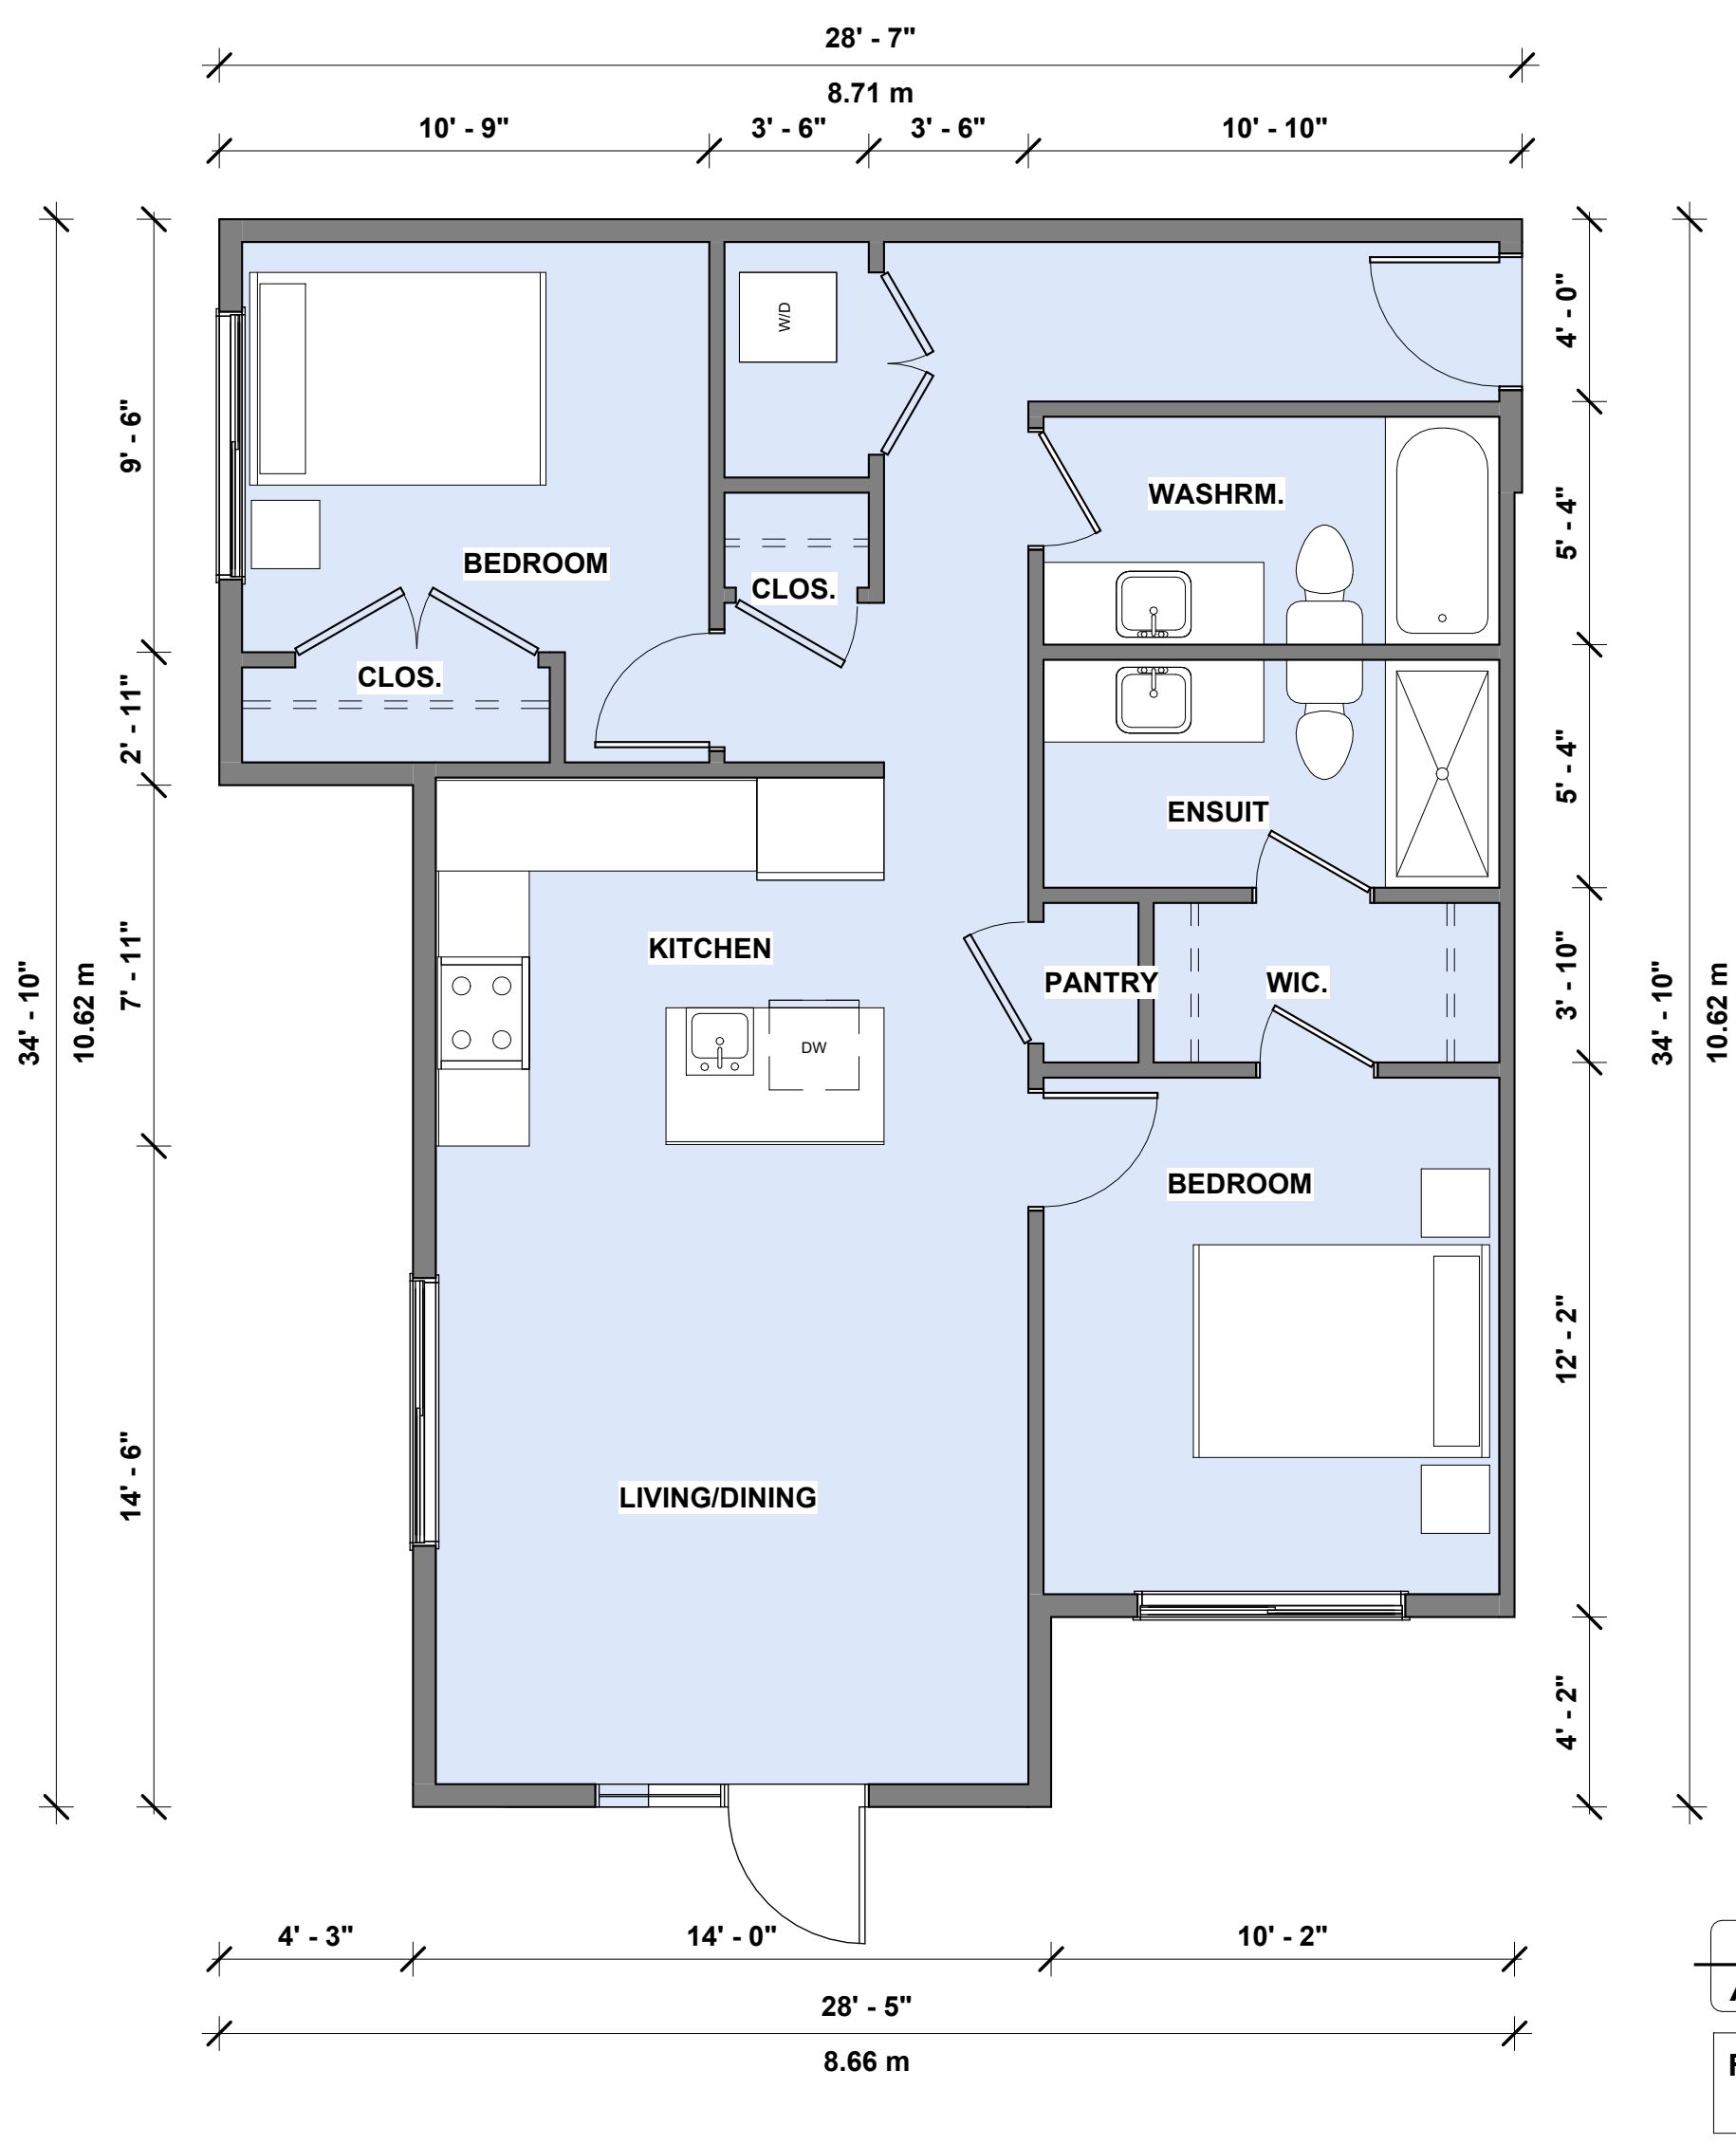 28' - 7"
8.71 m
10' - 9"
3' - 6"
3' - 6"
10' - 10"
34' - 10"
10.62 m
9' - 6"
2' - 11"
7' - 11"
14' - 6"
W/D
BEDROOM
CLOS.
CLOS.
WASHRM.
ENSUIT
KITCHEN
PANTRY
WIC.
DW
BEDROOM
LIVING/DINING
4' - 0"
5' - 4"
5' - 4"
3' - 10"
12' - 2"
4' - 2"
34' - 10"
10.62 m
4' - 3"
14' - 0"
10' - 2"
28' - 5"
8.66 m